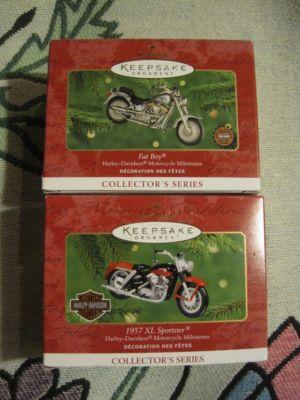 KEEPSAKE
ORNAMENT
Fat Boy®
Harley-Davidson® Motorcycle Milestones
DÉCORATION DES FÊTES
COLLECTOR'S SERIES
KEEPSAKE
ORNAMENT
HARLEY-DAVIDSON
1957 XL Sportster®
Harley-Davidson® Motorcycle Milestones
DÉCORATION DES FÊTES
COLLECTOR'S SERIES